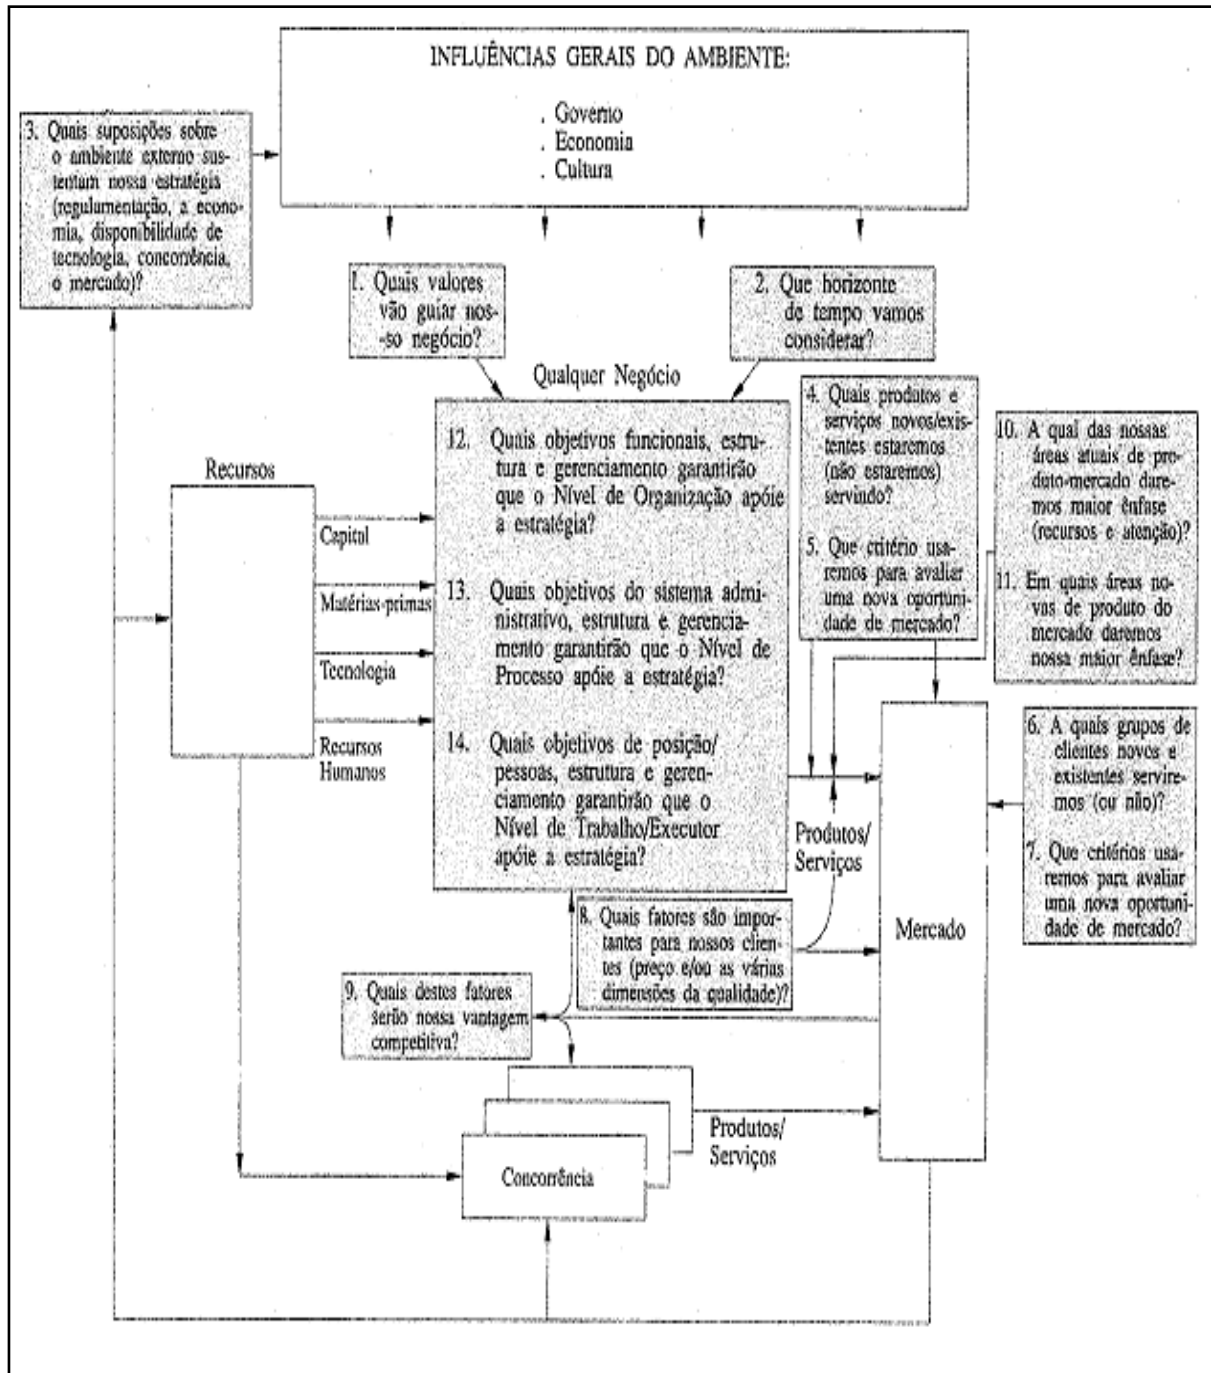 INFLUÊNCIAS GERAIS DO AMBIENTE:
. Governo
. Economia
. Cultura
3. Quais suposições sobre
o ambiente externo sus-
tentam nossa estratégia
(regulamentação, a econo-
mia, disponibilidade de
tecnologia, concorrência,
o mercado)?
1. Quais valores
vão guiar nos-
-so negócio?
2. Que horizonte
de tempo vamos
considerar?
Qualquer Negócio
12. Quais objetivos funcionais, estru-
tura e gerenciamento garantirão
que o Nível de Organização apóie
a estratégia?
13. Quais objetivos do sistema admi-
nistrativo, estrutura e gerencia-
mento garantirão que o Nível de
Processo apóie a estratégia?
14. Quais objetivos de posição/
pessoas, estrutura e geren-
ciamento garantirão que o
Nível de Trabalho/Executor
apóie a estratégia?
Recursos
Capital
Matérias-primas
Tecnologia
Recursos
Humanos
4. Quais produtos e
serviços novos/exis-
tentes estaremos
(não estaremos)
servindo?
5. Que critério usa-
remos para avaliar
uma nova oportuni-
dade de mercado?
10. A qual das nossas
áreas atuais de pro-
duto-mercado dare-
mos maior ênfase
(recursos e atenção)?
11. Em quais áreas no-
vas de produto do
mercado daremos
nossa maior ênfase?
6. A quais grupos de
clientes novos e
existentes servire-
mos (ou não)?
7. Que critérios usa-
remos para avaliar
uma nova oportuni-
dade de mercado?
Produtos/
Serviços
Mercado
8. Quais fatores são impor-
tantes para nossos clien-
tes (preço e/ou as várias
dimensões da qualidade)?
9. Quais destes fatores
serão nossa vantagem
competitiva?
Produtos/
Serviços
Concorrência